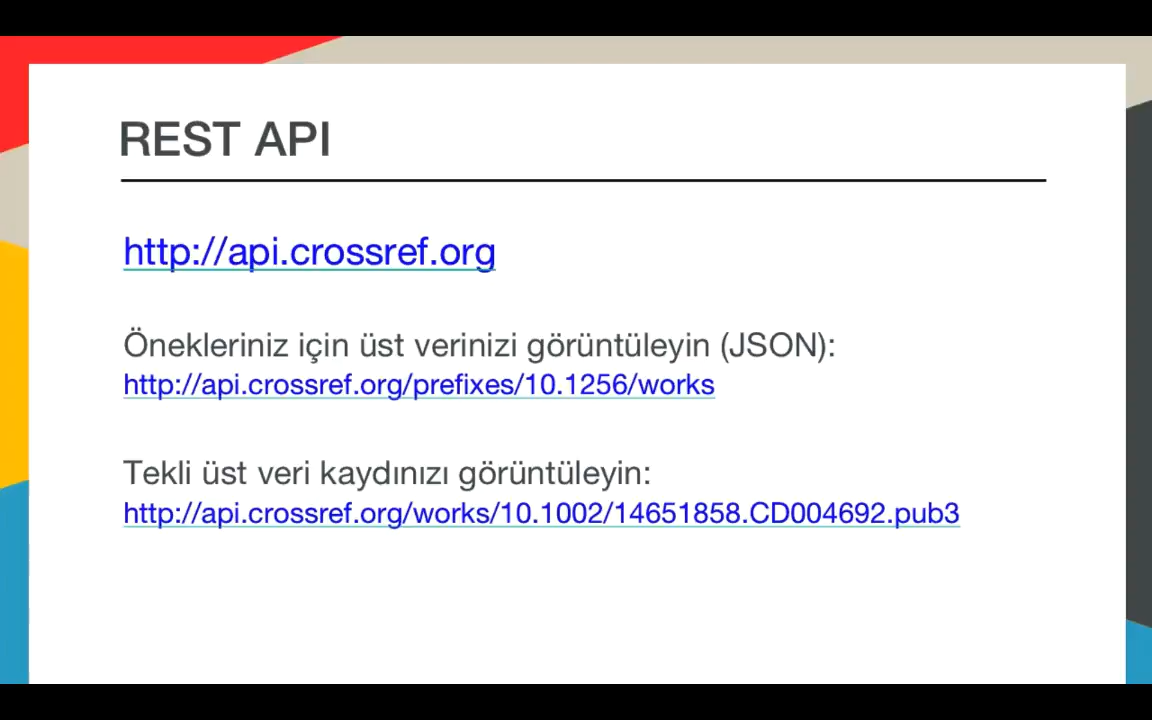 REST API
http://api.crossref.org
Önekleriniz için üst verinizi görüntüleyin (JSON):
http://api.crossref.org/prefixes/10.1256/works
Tekli üst veri kaydınızı görüntüleyin:
http://api.crossref.org/works/10.1002/14651858.CD004692.pub3